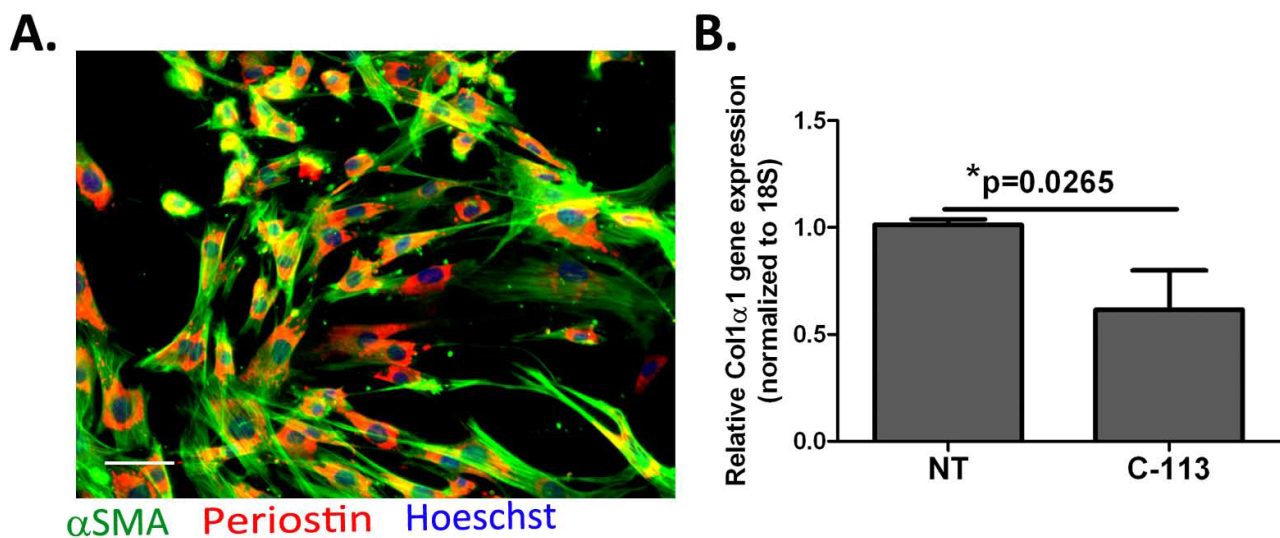 A.
αSMA Periostin Hoeschst
B.
Relative Col1α1 gene expression
(normalized to 18S)
1.5
1.0
0.5
0.0
*p=0.0265
NT C-113